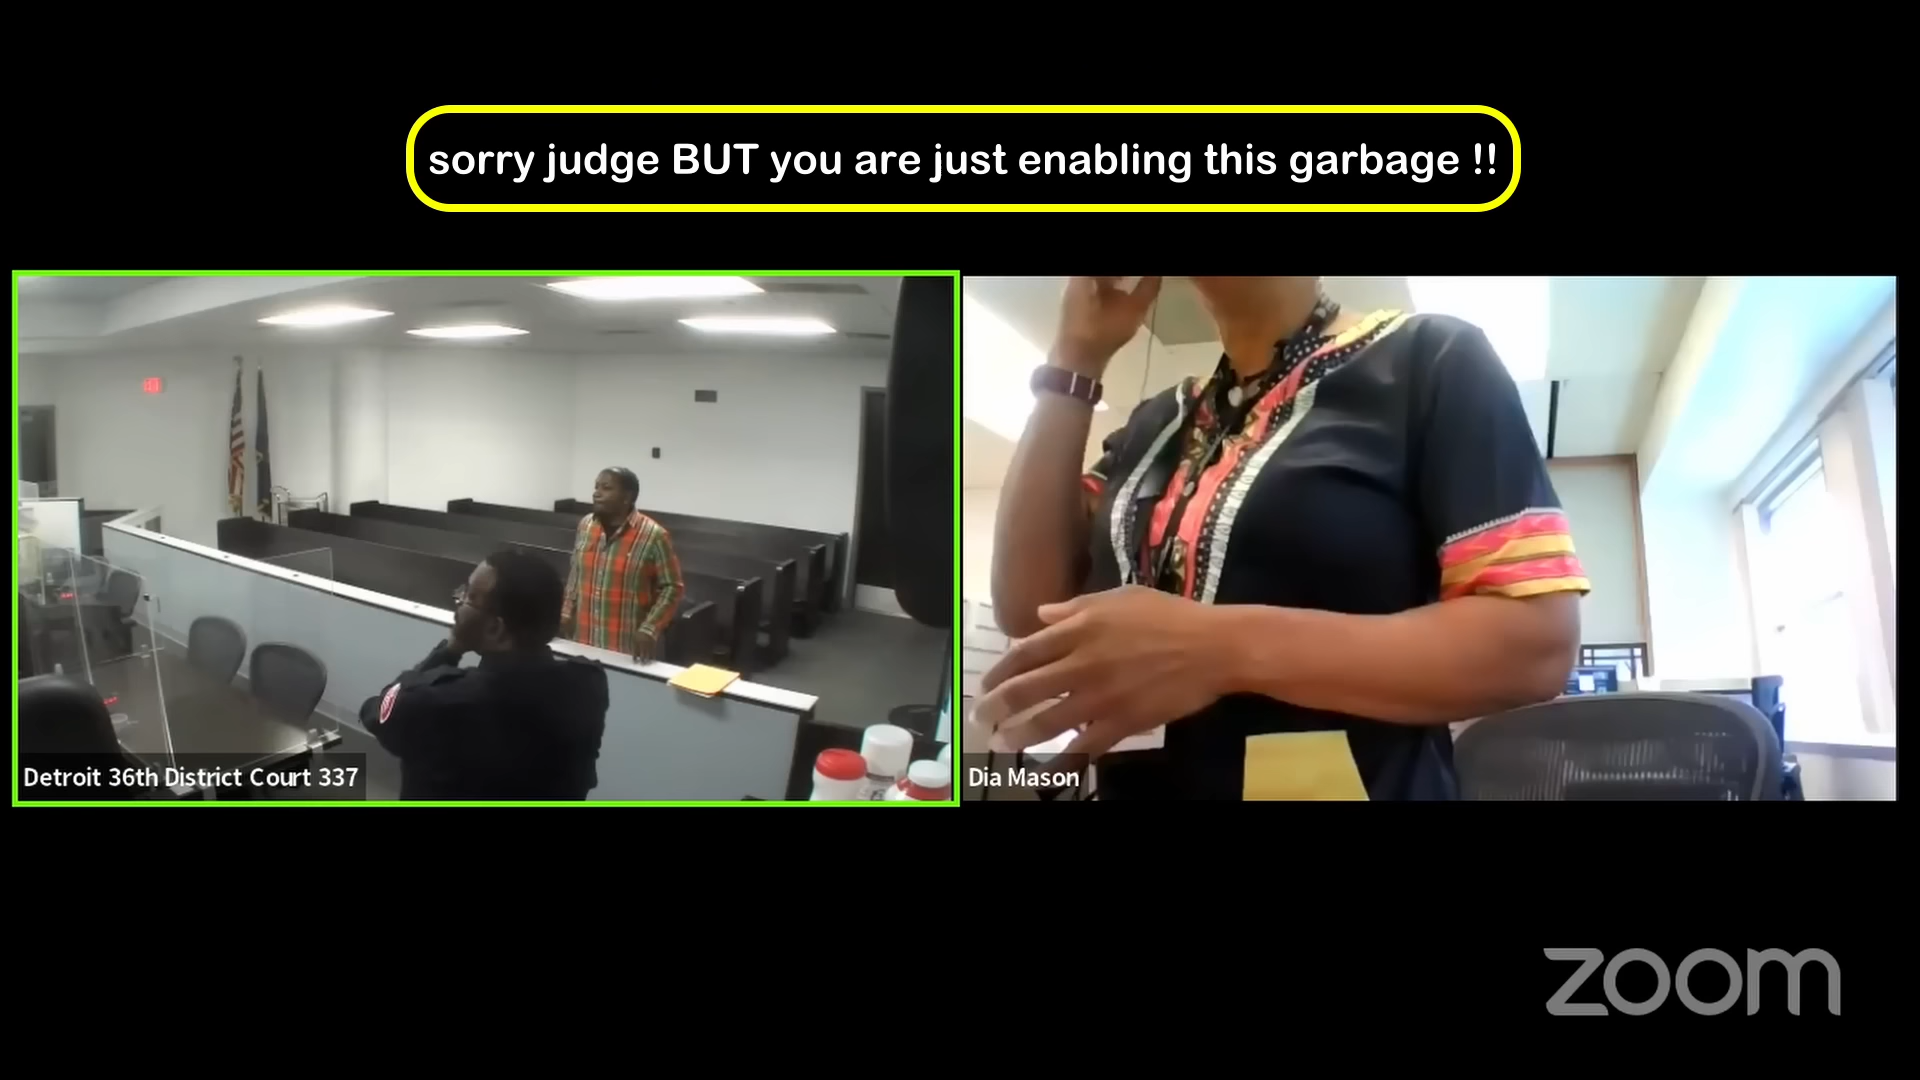 sorry judge BUT you are just enabling this garbage !!
Detroit 36th District Court 337
Dia Mason
zoom